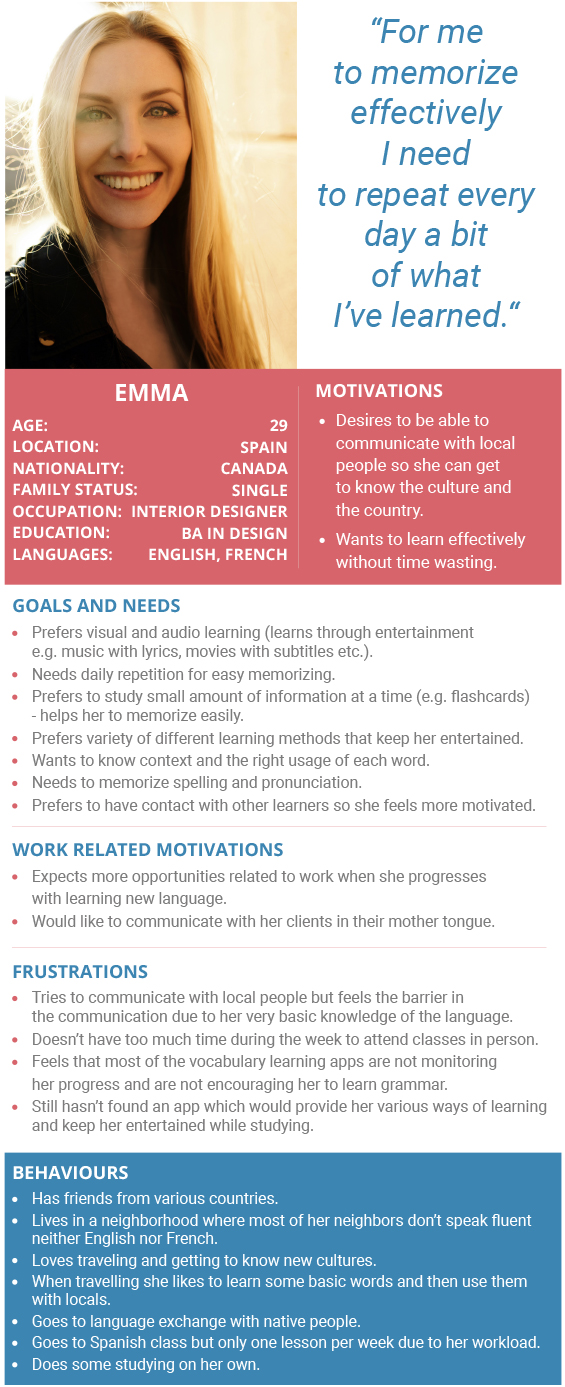 “For me
to memorize
effectively
I need
to repeat every
day a bit
of what
I’ve learned.“
EMMA
AGE: 29
LOCATION: SPAIN
NATIONALITY: CANADA
FAMILY STATUS: SINGLE
OCCUPATION: INTERIOR DESIGNER
EDUCATION: BA IN DESIGN
LANGUAGES: ENGLISH, FRENCH
MOTIVATIONS
• Desires to be able to
communicate with local
people so she can get
to know the culture and
the country.
• Wants to learn effectively
without time wasting.
GOALS AND NEEDS
• Prefers visual and audio learning (learns through entertainment
e.g. music with lyrics, movies with subtitles etc.).
• Needs daily repetition for easy memorizing.
• Prefers to study small amount of information at a time (e.g. flashcards)
- helps her to memorize easily.
• Prefers variety of different learning methods that keep her entertained.
• Wants to know context and the right usage of each word.
• Needs to memorize spelling and pronunciation.
• Prefers to have contact with other learners so she feels more motivated.
WORK RELATED MOTIVATIONS
• Expects more opportunities related to work when she progresses
with learning new language.
• Would like to communicate with her clients in their mother tongue.
FRUSTRATIONS
• Tries to communicate with local people but feels the barrier in
the communication due to her very basic knowledge of the language.
• Doesn’t have too much time during the week to attend classes in person.
• Feels that most of the vocabulary learning apps are not monitoring
her progress and are not encouraging her to learn grammar.
• Still hasn’t found an app which would provide her various ways of learning
and keep her entertained while studying.
BEHAVIOURS
• Has friends from various countries.
• Lives in a neighborhood where most of her neighbors don’t speak fluent
neither English nor French.
• Loves traveling and getting to know new cultures.
• When travelling she likes to learn some basic words and then use them
with locals.
• Goes to language exchange with native people.
• Goes to Spanish class but only one lesson per week due to her workload.
• Does some studying on her own.